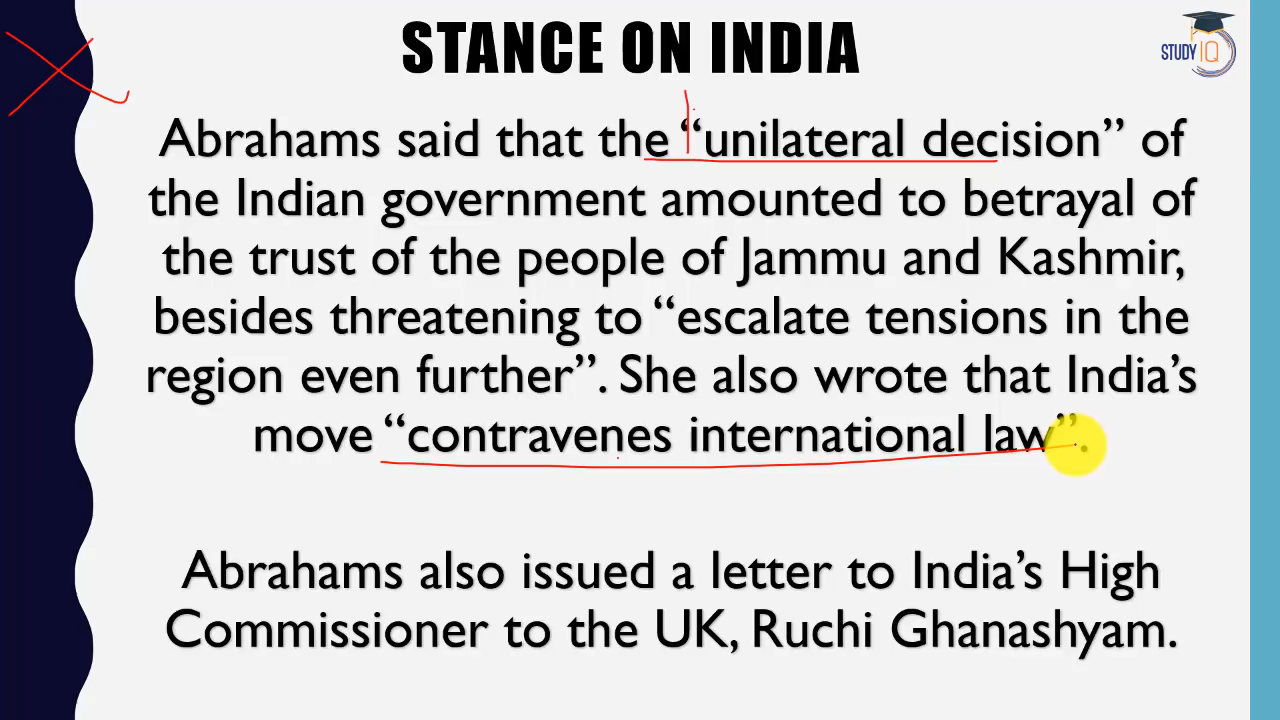 STANCE ON INDIA
STUDY IQ
Abrahams said that the “unilateral decision” of
the Indian government amounted to betrayal of
the trust of the people of Jammu and Kashmir,
besides threatening to “escalate tensions in the
region even further”. She also wrote that India’s
move “contravenes international law”.
Abrahams also issued a letter to India’s High
Commissioner to the UK, Ruchi Ghanashyam.